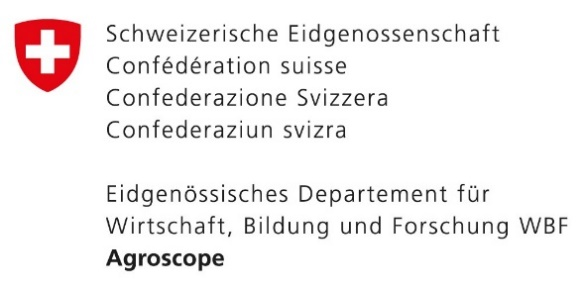 Schweizerische Eidgenossenschaft
Confédération suisse
Confederazione Svizzera
Confederaziun svizra
Eidgenössisches Departement für
Wirtschaft, Bildung und Forschung WBF
Agroscope